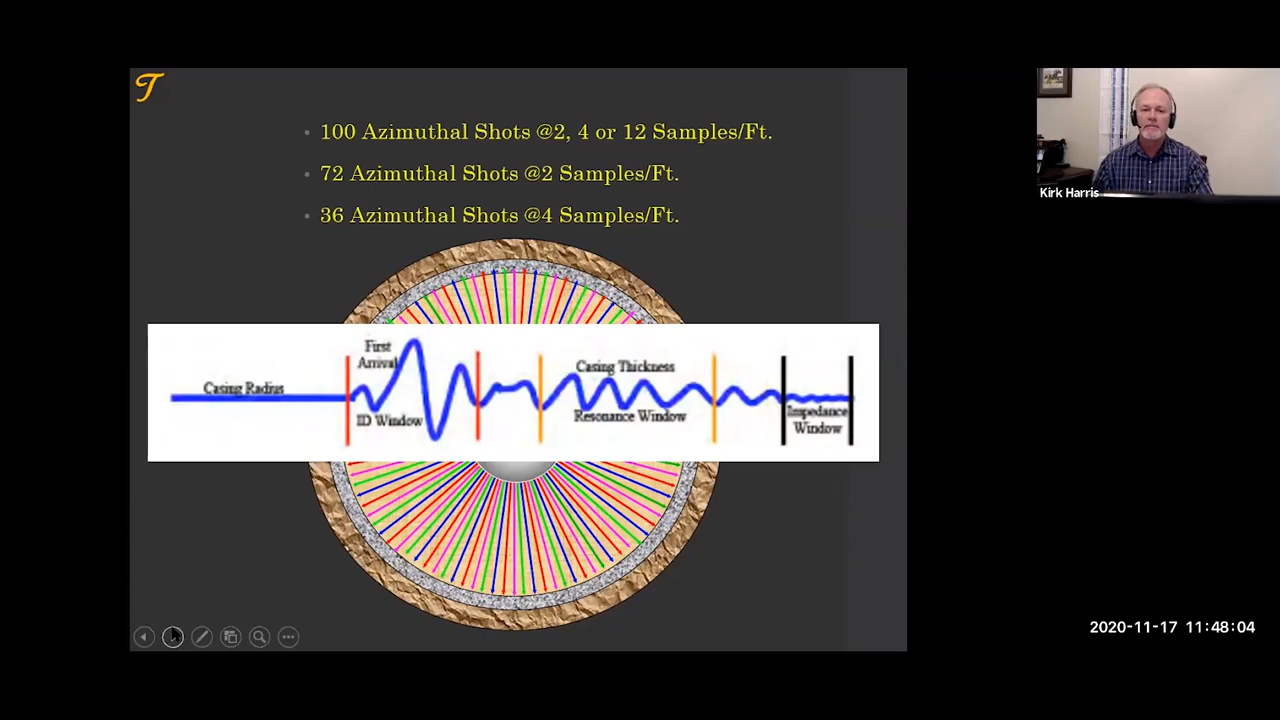 T
100 Azimuthal Shots @2, 4 or 12 Samples/Ft.
72 Azimuthal Shots @2 Samples/Ft.
36 Azimuthal Shots @4 Samples/Ft.
Casing Radius
First
Arrival
ID Window
Casing Thickness
Resonance Window
Impedance
Window
Kirk Harris
2020-11-17 11:48:04